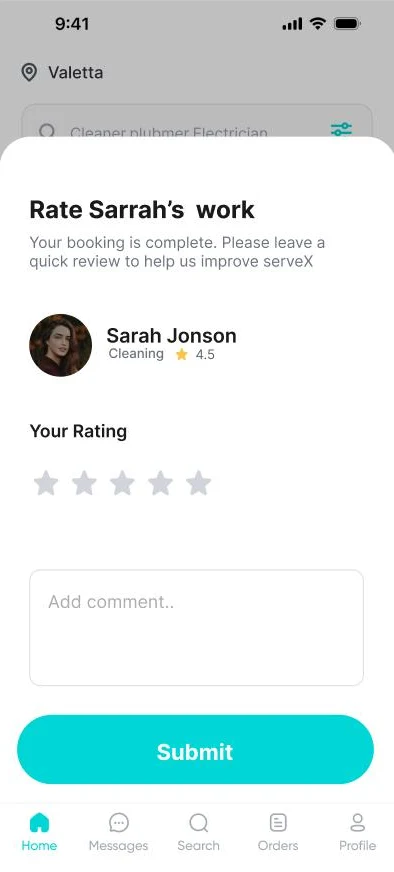 9:41
Valetta
Cleaner plubmer Electrician
Rate Sarrah’s  work
Your booking is complete. Please leave a
quick review to help us improve serveX
Sarah Jonson
Cleaning 4.5
Your Rating
Add comment..
Submit
Home Messages Search Orders Profile